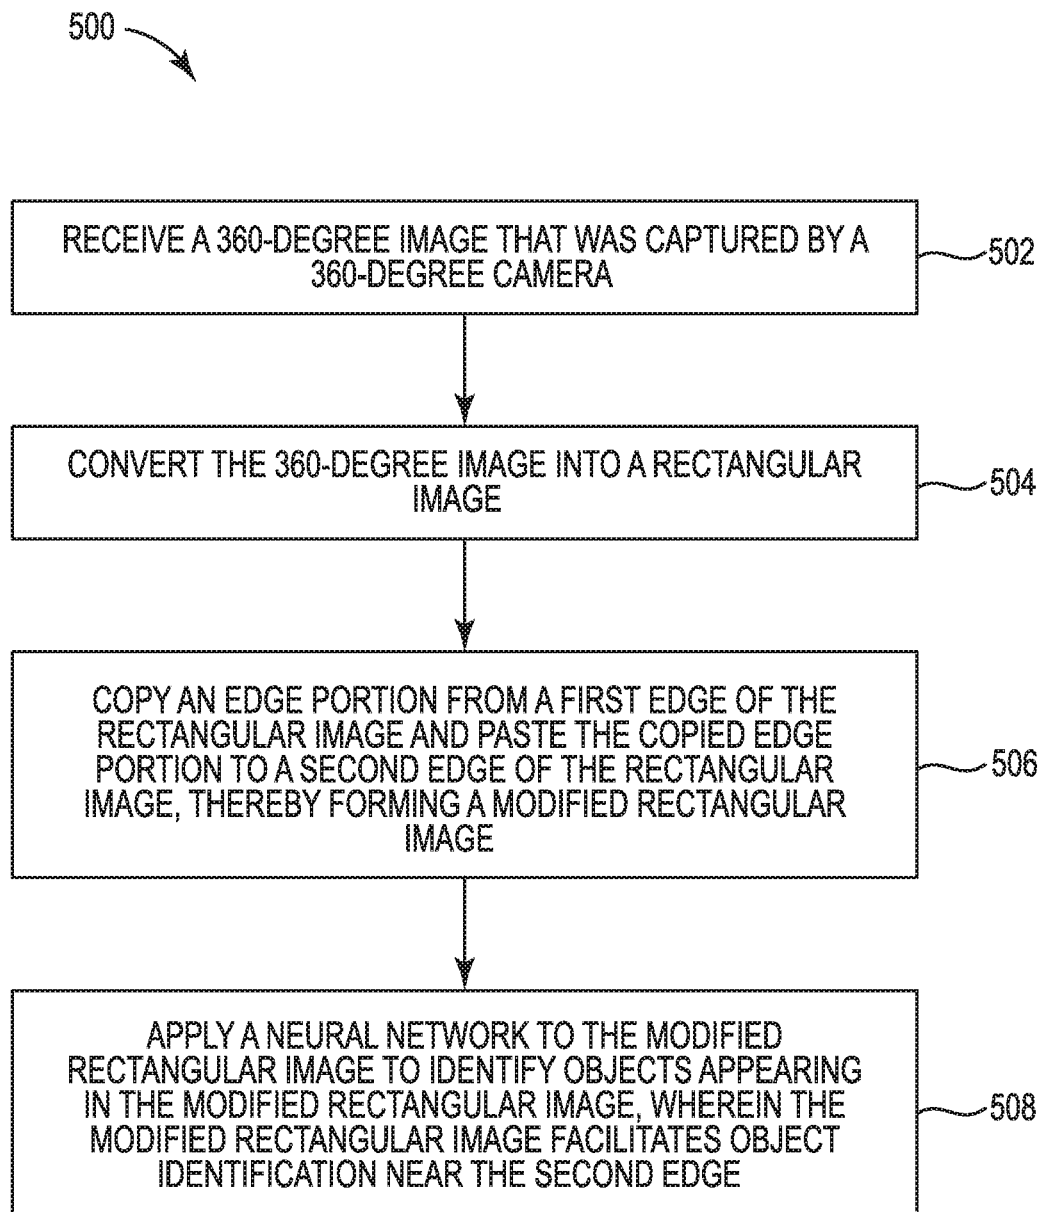 500
RECEIVE A 360-DEGREE IMAGE THAT WAS CAPTURED BY A
360-DEGREE CAMERA
502
CONVERT THE 360-DEGREE IMAGE INTO A RECTANGULAR
IMAGE
504
COPY AN EDGE PORTION FROM A FIRST EDGE OF THE
RECTANGULAR IMAGE AND PASTE THE COPIED EDGE
PORTION TO A SECOND EDGE OF THE RECTANGULAR
IMAGE, THEREBY FORMING A MODIFIED RECTANGULAR
IMAGE
506
APPLY A NEURAL NETWORK TO THE MODIFIED
RECTANGULAR IMAGE TO IDENTIFY OBJECTS APPEARING
IN THE MODIFIED RECTANGULAR IMAGE, WHEREIN THE
MODIFIED RECTANGULAR IMAGE FACILITATES OBJECT
IDENTIFICATION NEAR THE SECOND EDGE
508